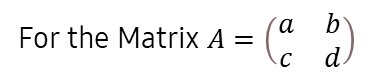 For the Matrix A = (a b
c d)